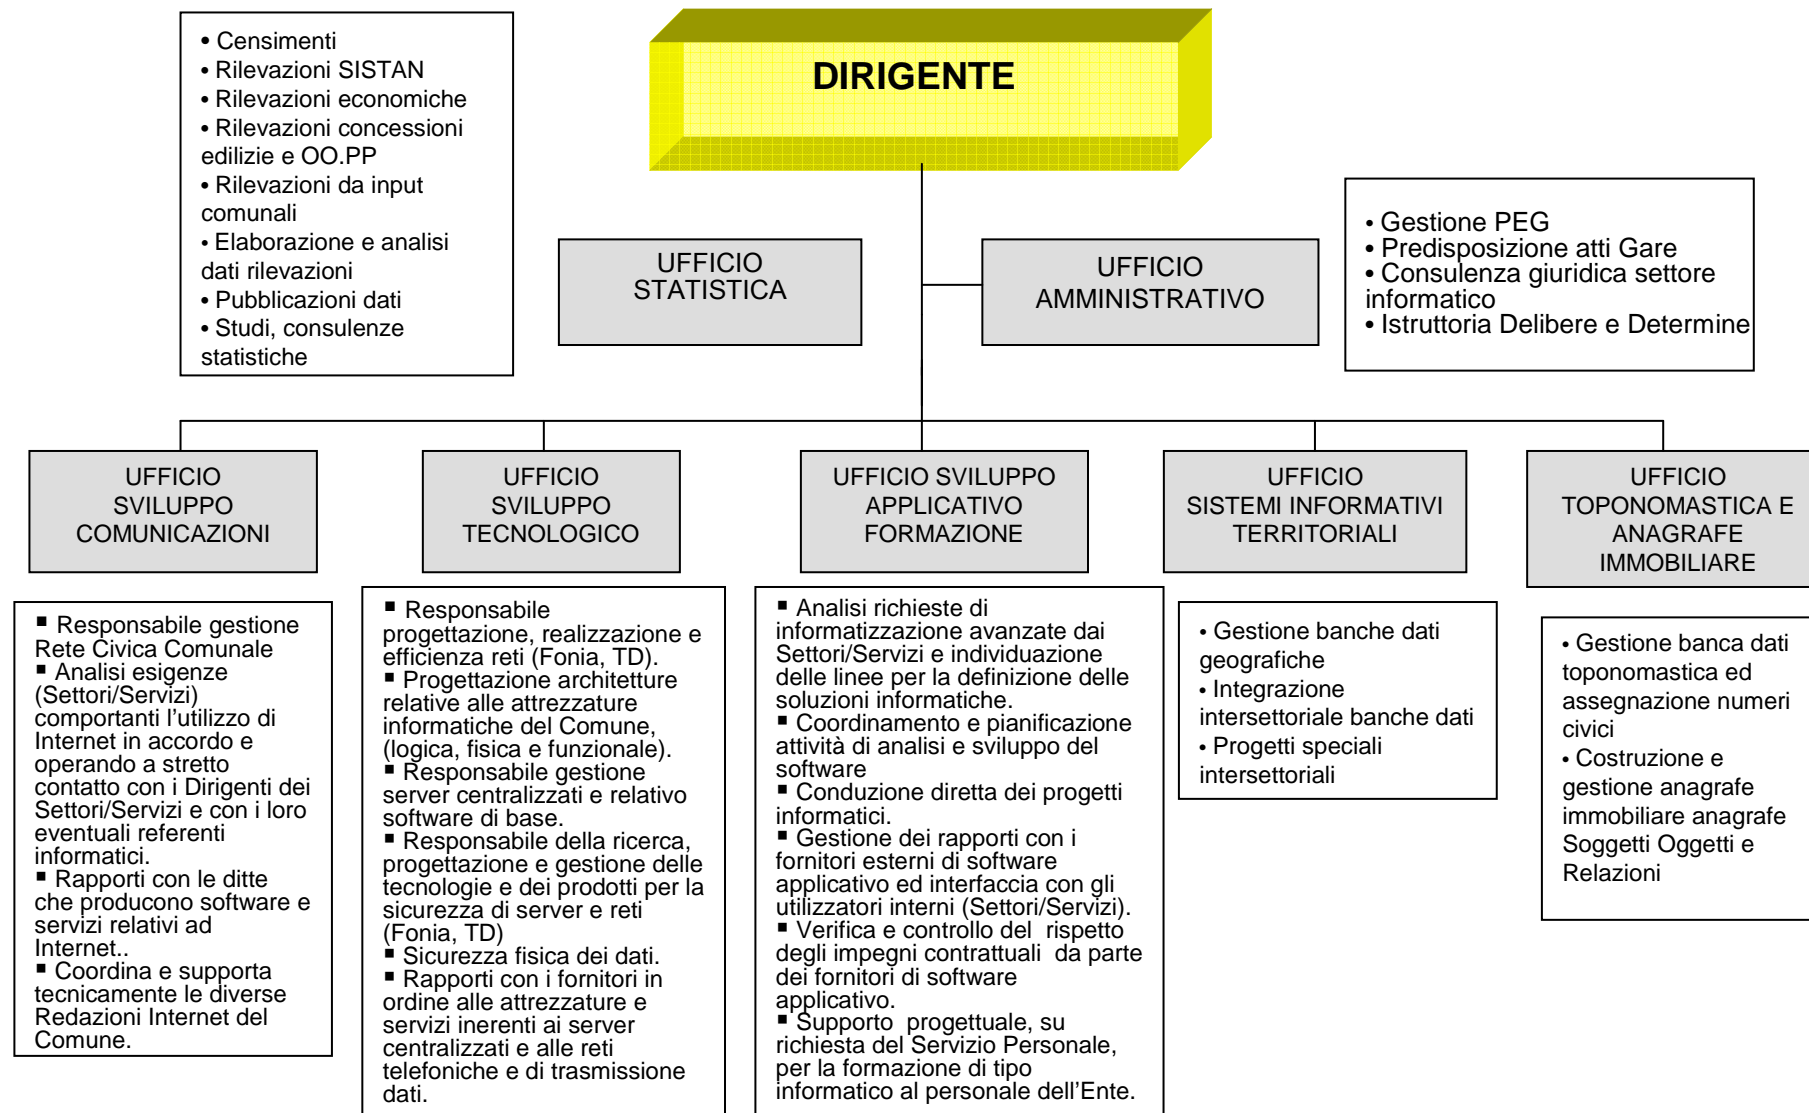 • Censimenti
• Rilevazioni SISTAN
• Rilevazioni economiche
• Rilevazioni concessioni
edilizie e OO.PP
• Rilevazioni da input
comunali
• Elaborazione e analisi
dati rilevazioni
• Pubblicazioni dati
• Studi, consulenze
statistiche
DIRIGENTE
UFFICIO
STATISTICA
UFFICIO
AMMINISTRATIVO
• Gestione PEG
• Predisposizione atti Gare
• Consulenza giuridica settore
informatico
• Istruttoria Delibere e Determine
UFFICIO
SVILUPPO
COMUNICAZIONI
UFFICIO
SVILUPPO
TECNOLOGICO
UFFICIO SVILUPPO
APPLICATIVO
FORMAZIONE
UFFICIO
SISTEMI INFORMATIVI
TERRITORIALI
UFFICIO
TOPONOMASTICA E
ANAGRAFE
IMMOBILIARE
▪ Responsabile gestione
Rete Civica Comunale
▪ Analisi esigenze
(Settori/Servizi)
comportanti l'utilizzo di
Internet in accordo e
operando a stretto
contatto con i Dirigenti dei
Settori/Servizi e con i loro
eventuali referenti
informatici.
▪ Rapporti con le ditte
che producono software e
servizi relativi ad
Internet..
▪ Coordina e supporta
tecnicamente le diverse
Redazioni Internet del
Comune.
▪ Responsabile
progettazione, realizzazione e
efficienza reti (Fonia, TD).
▪ Progettazione architetture
relative alle attrezzature
informatiche del Comune,
(logica, fisica e funzionale).
▪ Responsabile gestione
server centralizzati e relativo
software di base.
▪ Responsabile della ricerca,
progettazione e gestione delle
tecnologie e dei prodotti per la
sicurezza di server e reti
(Fonia, TD)
▪ Sicurezza fisica dei dati.
▪ Rapporti con i fornitori in
ordine alle attrezzature e
servizi inerenti ai server
centralizzati e alle reti
telefoniche e di trasmissione
dati.
▪ Analisi richieste di
informatizzazione avanzate dai
Settori/Servizi e individuazione
delle linee per la definizione delle
soluzioni informatiche.
▪ Coordinamento e pianificazione
attività di analisi e sviluppo del
software
▪ Conduzione diretta dei progetti
informatici.
▪ Gestione dei rapporti con i
fornitori esterni di software
applicativo ed interfaccia con gli
utilizzatori interni (Settori/Servizi).
▪ Verifica e controllo del  rispetto
degli impegni contrattuali  da parte
dei fornitori di software
applicativo.
▪ Supporto  progettuale, su
richiesta del Servizio Personale,
per la formazione di tipo
informatico al personale dell'Ente.
• Gestione banche dati
geografiche
• Integrazione
intersettoriale banche dati
• Progetti speciali
intersettoriali
• Gestione banca dati
toponomastica ed
assegnazione numeri
civici
• Costruzione e
gestione anagrafe
immobiliare anagrafe
Soggetti Oggetti e
Relazioni